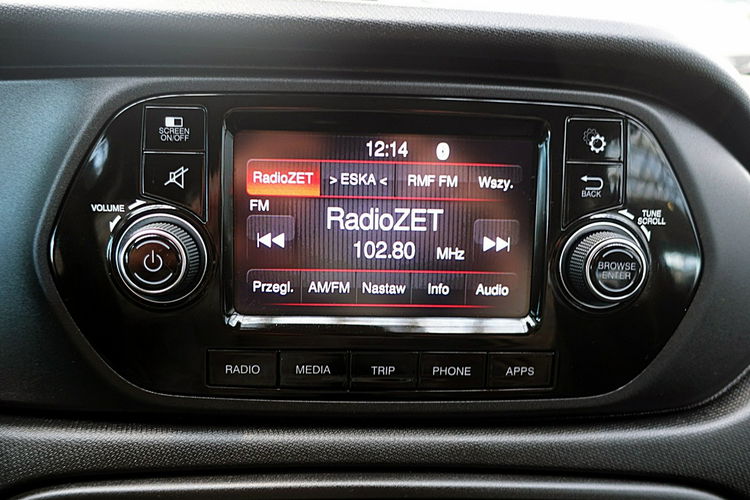 SCREEN
ON/OFF
12:14
RadioZET > ESKA < RMF FM Wszy.
FM
RadioZET
102.80 MHz
Przegl. AM/FM Nastaw Info Audio
VOLUME
BACK
TUNE
SCROLL
BROWSE
ENTER
RADIO MEDIA TRIP PHONE APPS